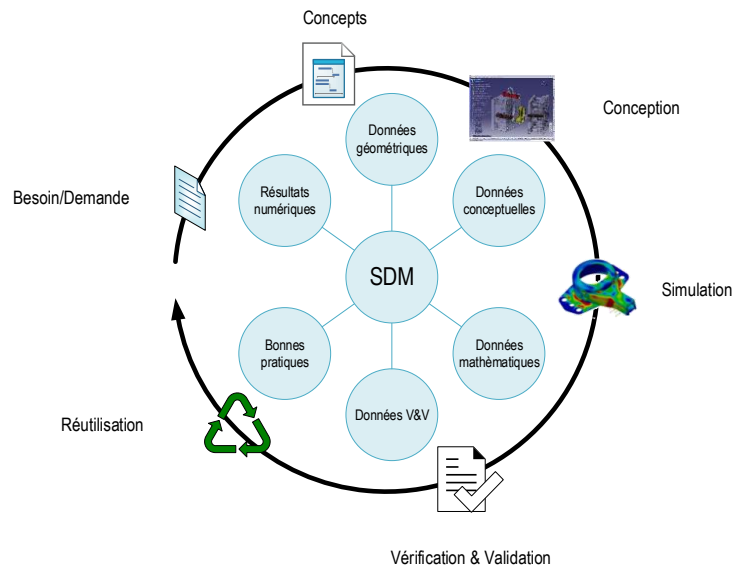 Concepts
Conception
Données
géométriques
Besoin/Demande
Résultats
numériques
Données
conceptuelles
SDM
Simulation
Bonnes
pratiques
Données
mathèmatiques
Données V&V
Réutilisation
Vérification & Validation